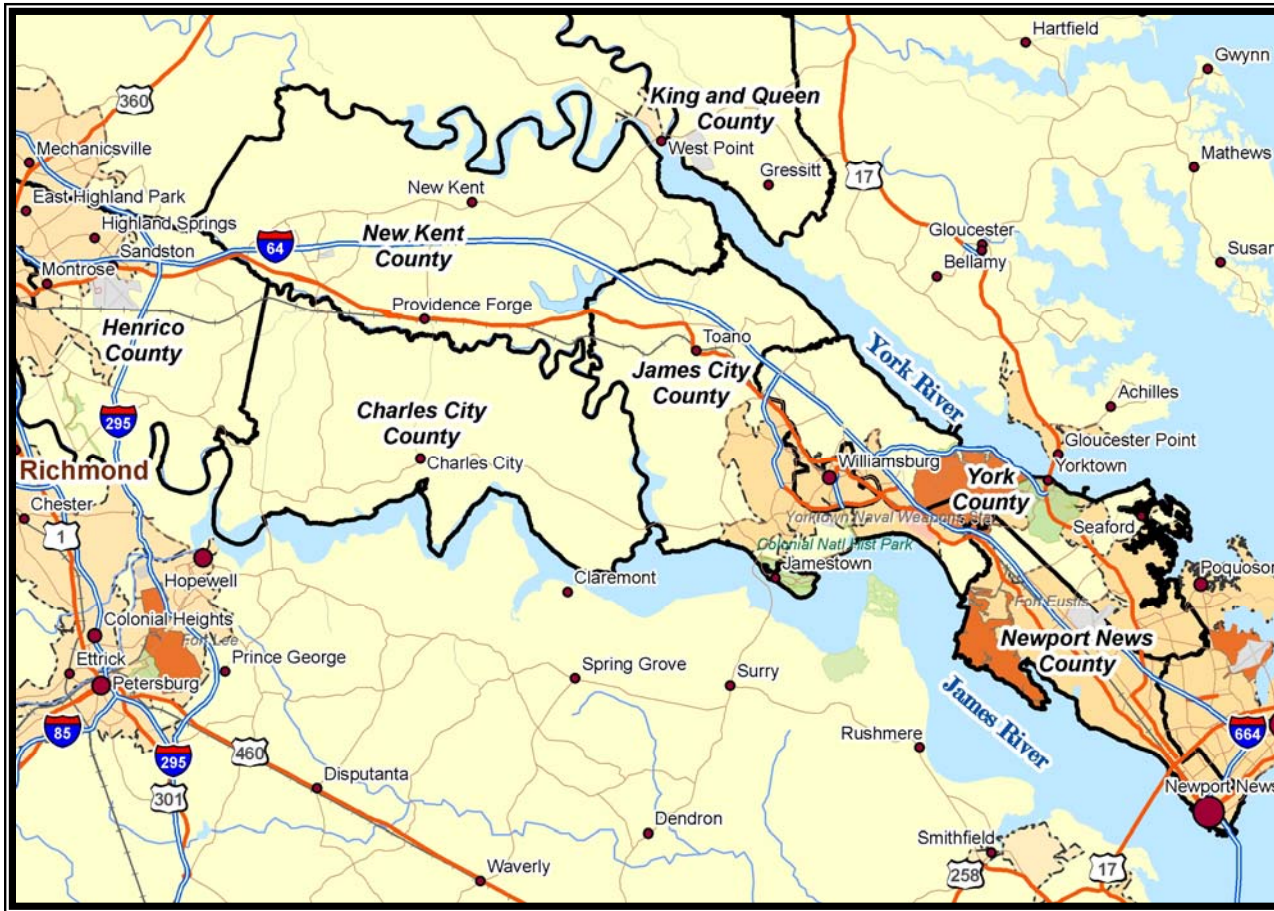 Hartfield
Gwynn
360
King and Queen
County
Mechanicsville
West Point
Mathews
17
Gressitt
New Kent
East Highland Park
Highland Springs
Gloucester
New Kent
County
64
Sandston
Bellamy
Susan
Montrose
Providence Forge
Henrico
County
Toano
York River
James City
County
Achilles
Charles City
County
295
Gloucester Point
Charles City
Richmond
Williamsburg
Yorktown
York
County
Chester
1
Yorktown Naval Weapons Sta
Seaford
Colonial Natl Hist Park
Hopewell
Claremont
Jamestown
Poquoson
Fort Eustis
Colonial Heights
Fort Lee
Newport News
County
Ettrick
Prince George
Spring Grove
Surry
Petersburg
James River
85
460
Rushmere
664
295
Disputanta
301
Newport News
Dendron
Smithfield
Waverly
258
17